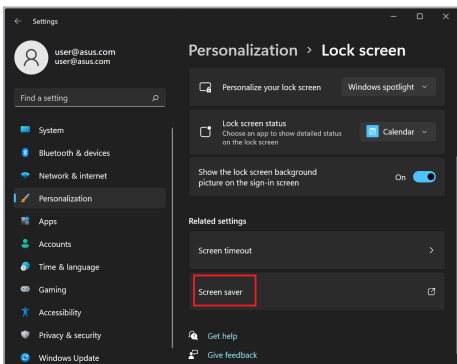 Settings
user@asus.com
user@asus.com
Find a setting
System
Bluetooth & devices
Network & internet
Personalization
Apps
Accounts
Time & language
Gaming
Accessibility
Privacy & security
Windows Update
Personalization > Lock screen
Personalize your lock screen
Windows spotlight
Lock screen status
Choose an app to show detailed status
on the lock screen
Calendar
Show the lock screen background
picture on the sign-in screen
On
Related settings
Screen timeout
Screen saver
Get help
Give feedback